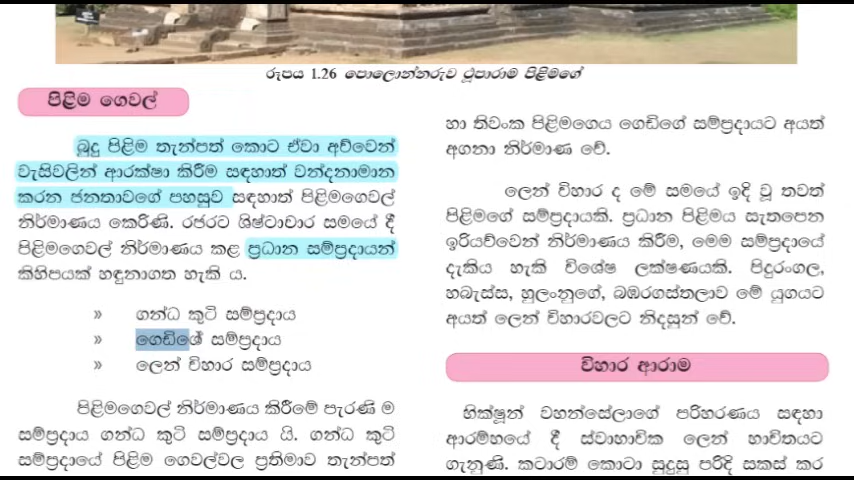 රූපය 1.26 පොලොන්නරුව ථූපාරාම පිළිමගේ
පිළිම ගෙවල්
බුදු පිළිම තැන්පත් කොට ඒවා අව්වෙන්
වැසිවලින් ආරක්ෂා කිරීම සඳහාත් වන්දනාමාන
කරන ජනතාවගේ පහසුව සඳහාත් පිළිමගෙවල්
නිර්මාණය කෙරිණි. රජරට ශිෂ්ටාචාර සමයේ දී
පිළිමගෙවල් නිර්මාණය කළ ප්‍රධාන සම්ප්‍රදායන්
කිහිපයක් හඳුනාගත හැකි ය.
» ගන්ධ කුටි සම්ප්‍රදාය
» ගෙඩිගේ සම්ප්‍රදාය
» ලෙන් විහාර සම්ප්‍රදාය
පිළිමගෙවල් නිර්මාණය කිරීමේ පැරණි ම
සම්ප්‍රදාය ගන්ධ කුටි සම්ප්‍රදාය යි. ගන්ධ කුටි
සම්ප්‍රදායේ පිළිම ගෙවල්වල ප්‍රතිමාව තැන්පත්
හා තිවංක පිළිමගෙය ගෙඩිගේ සම්ප්‍රදායට අයත්
අගනා නිර්මාණ වේ.
ලෙන් විහාර ද මේ සමයේ ඉදි වූ තවත්
පිළිමගේ සම්ප්‍රදායකි. ප්‍රධාන පිළිමය සැතපෙන
ඉරියව්වෙන් නිර්මාණය කිරීම, මෙම සම්ප්‍රදායේ
දැකිය හැකි විශේෂ ලක්ෂණයකි. පිදුරංගල,
හබැස්ස, හුලංනුගේ, බඹරගස්තලාව මේ යුගයට
අයත් ලෙන් විහාරවලට නිදසුන් වේ.
විහාර ආරාම
භික්ෂූන් වහන්සේලාගේ පරිහරණය සඳහා
ආරම්භයේ දී ස්වාභාවික ලෙන් භාවිතයට
ගැනුණි. කටාරම් කොටා සුදුසු පරිදි සකස් කර